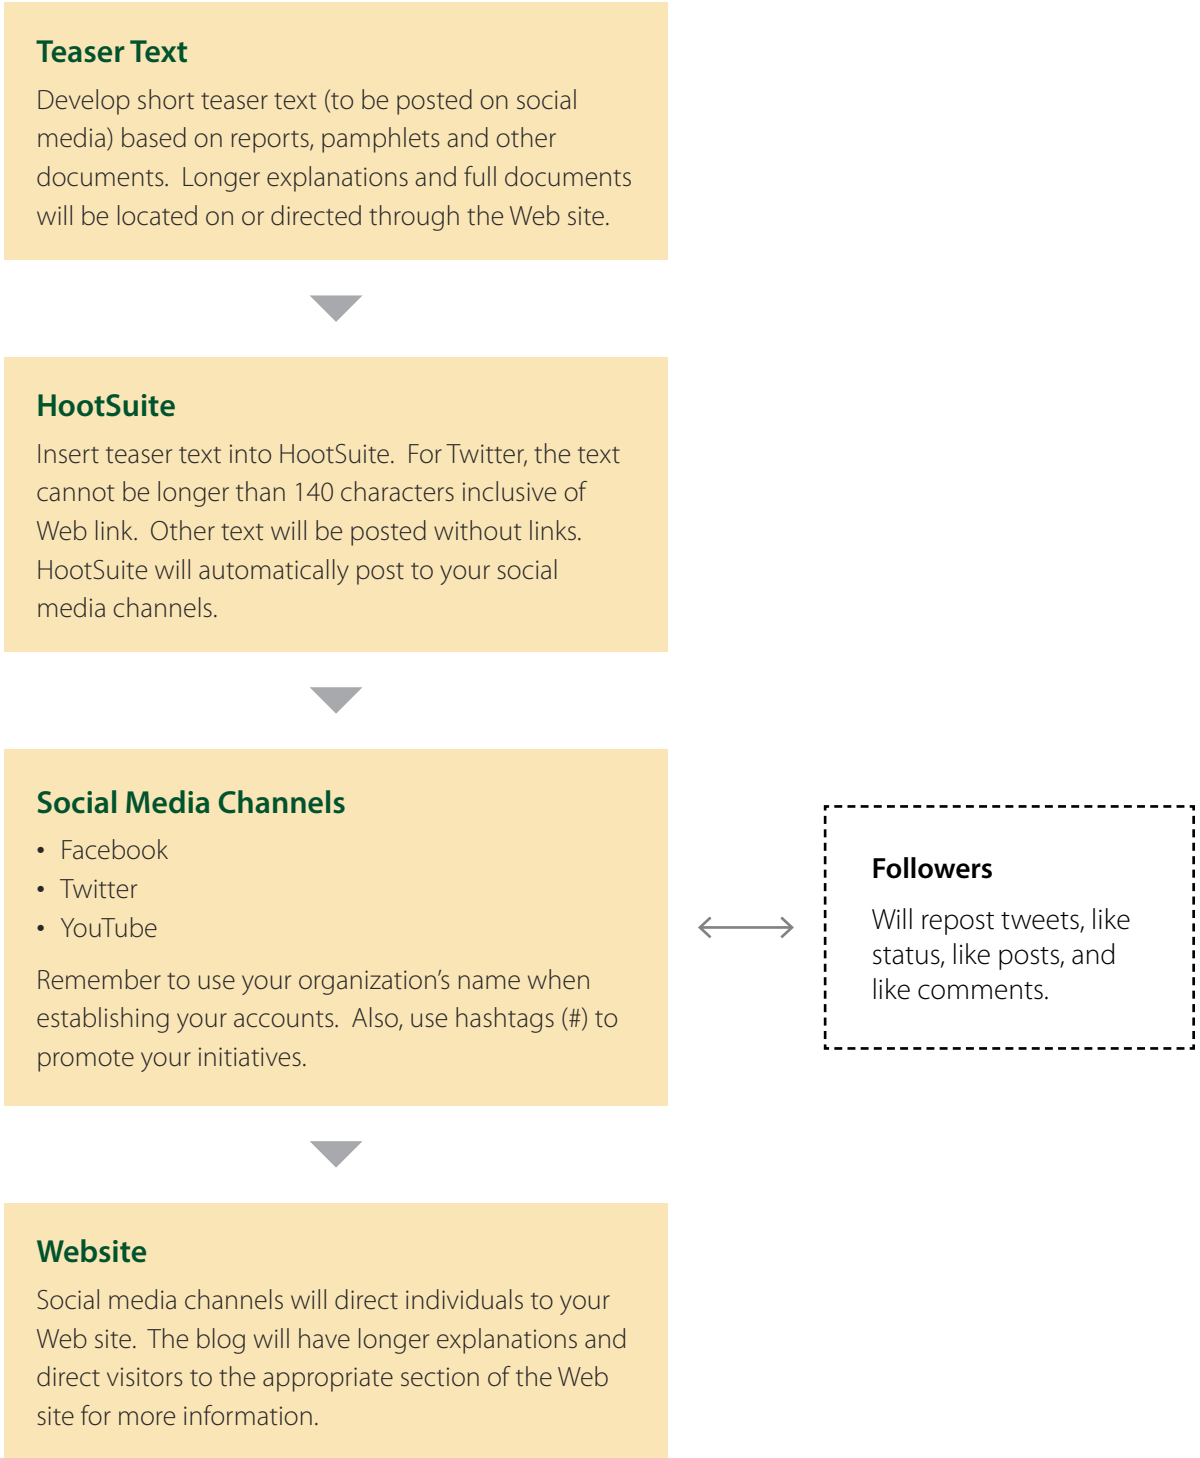 Teaser Text
Develop short teaser text (to be posted on social
media) based on reports, pamphlets and other
documents.  Longer explanations and full documents
will be located on or directed through the Web site.
HootSuite
Insert teaser text into HootSuite.  For Twitter, the text
cannot be longer than 140 characters inclusive of
Web link.  Other text will be posted without links.
HootSuite will automatically post to your social
media channels.
Social Media Channels
• Facebook
• Twitter
• YouTube
Remember to use your organization’s name when
establishing your accounts.  Also, use hashtags (#) to
promote your initiatives.
Followers
Will repost tweets, like
status, like posts, and
like comments.
Website
Social media channels will direct individuals to your
Web site.  The blog will have longer explanations and
direct visitors to the appropriate section of the Web
site for more information.